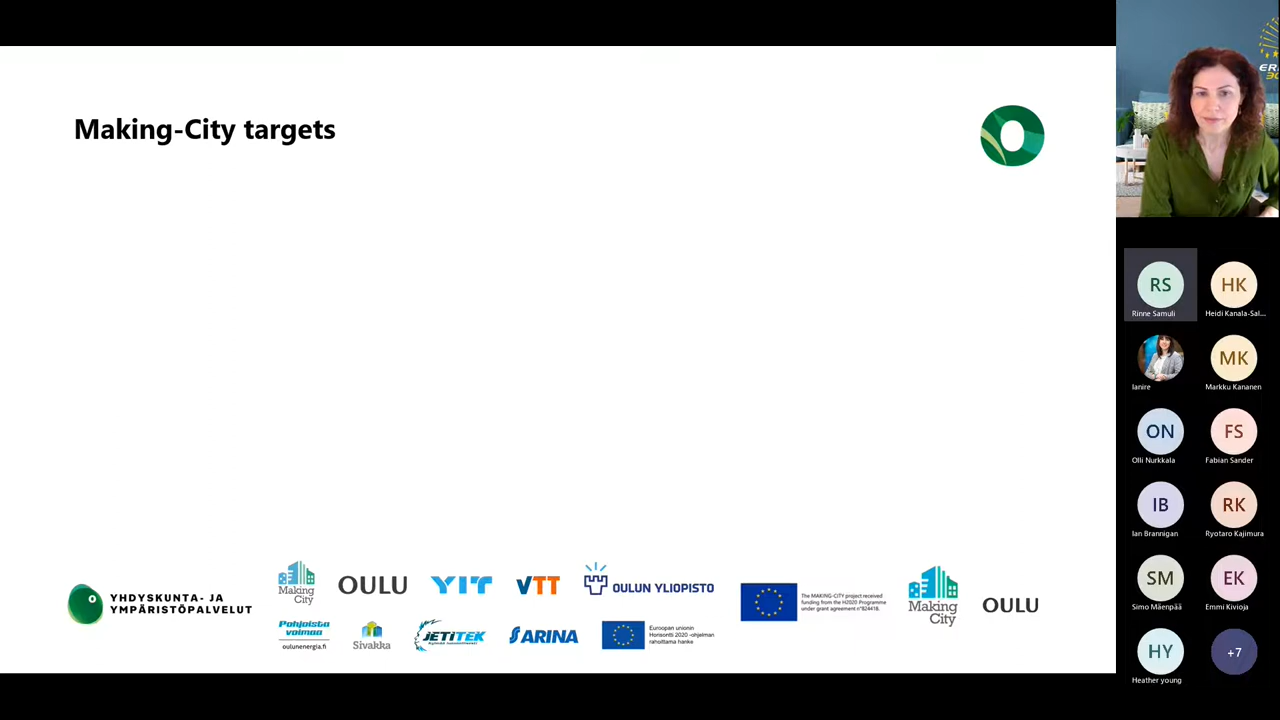 Making-City targets
YHDYSKUNTA- JA
YMPÄRISTÖPALVELUT
Making
City
OULU
YIT
VTT
OULUN YLIOPISTO
Pohjoista
voimaa
oulunenergia.fi
Sivakka
JETITEK
ARINA
Euroopan unionin
Horisontti 2020 -ohjelman
rahoittama hanke
The MAKING-CITY project received
funding from the H2020 Programme
under grant agreement n°824418.
Making
City
OULU
RS
Rinne Samuli
HK
Heidi Kanala-Sal...
Ianire
MK
Markku Kananen
ON
Olli Nurkkala
FS
Fabian Sander
IB
Ian Brannigan
RK
Ryotaro Kajimura
SM
Simo Mäenpää
EK
Emmi Kivioja
HY
Heather young
+7